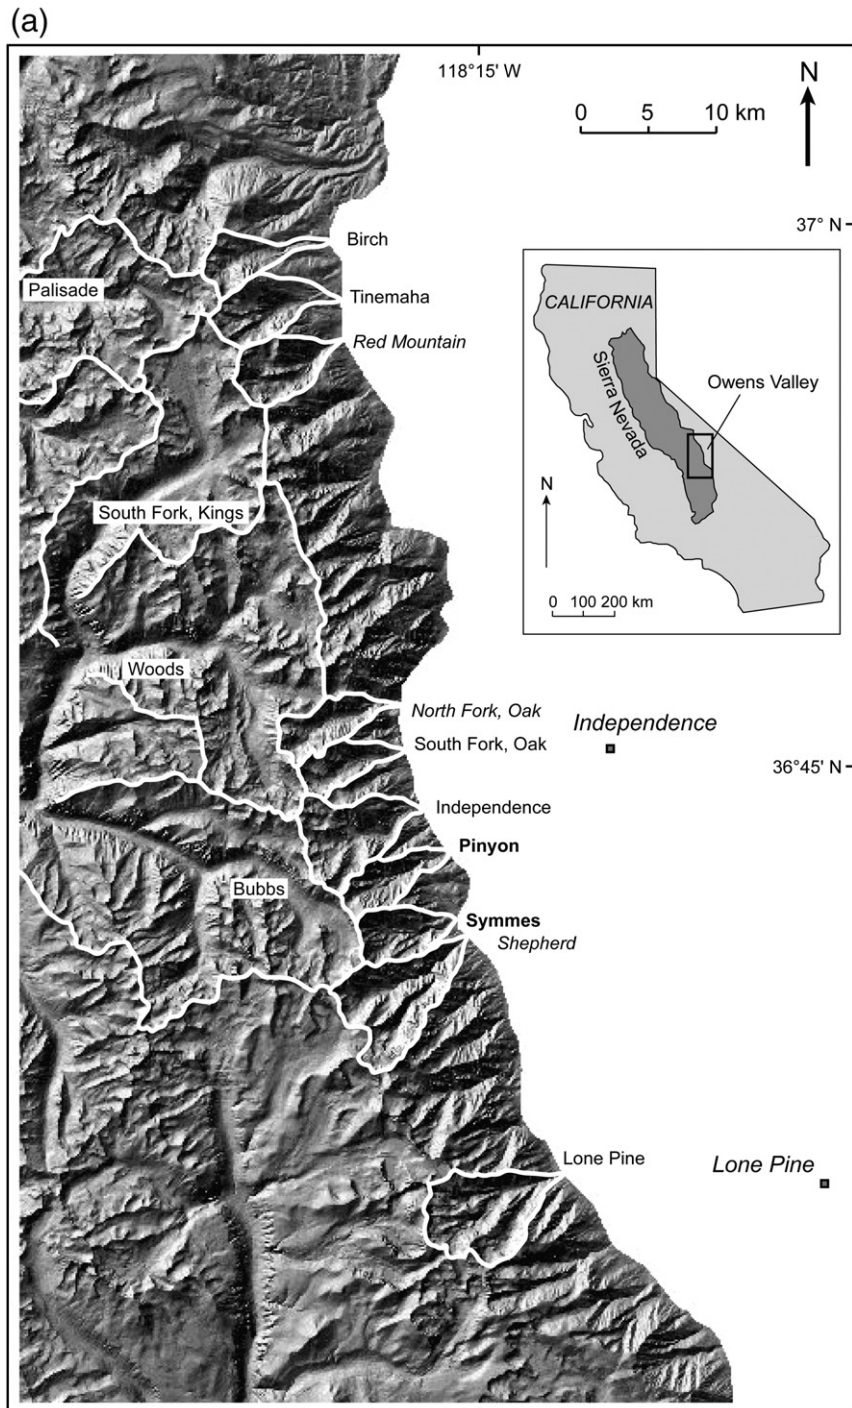 (a)
118°15' W
N
0 5 10 km
37° N
Birch
Palisade
Tinemaha
Red Mountain
CALIFORNIA
Sierra Nevada
Owens Valley
N
0 100 200 km
South Fork, Kings
Woods
North Fork, Oak
Independence
South Fork, Oak
36°45' N
Independence
Pinyon
Bubbs
Symmes
Shepherd
Lone Pine
Lone Pine